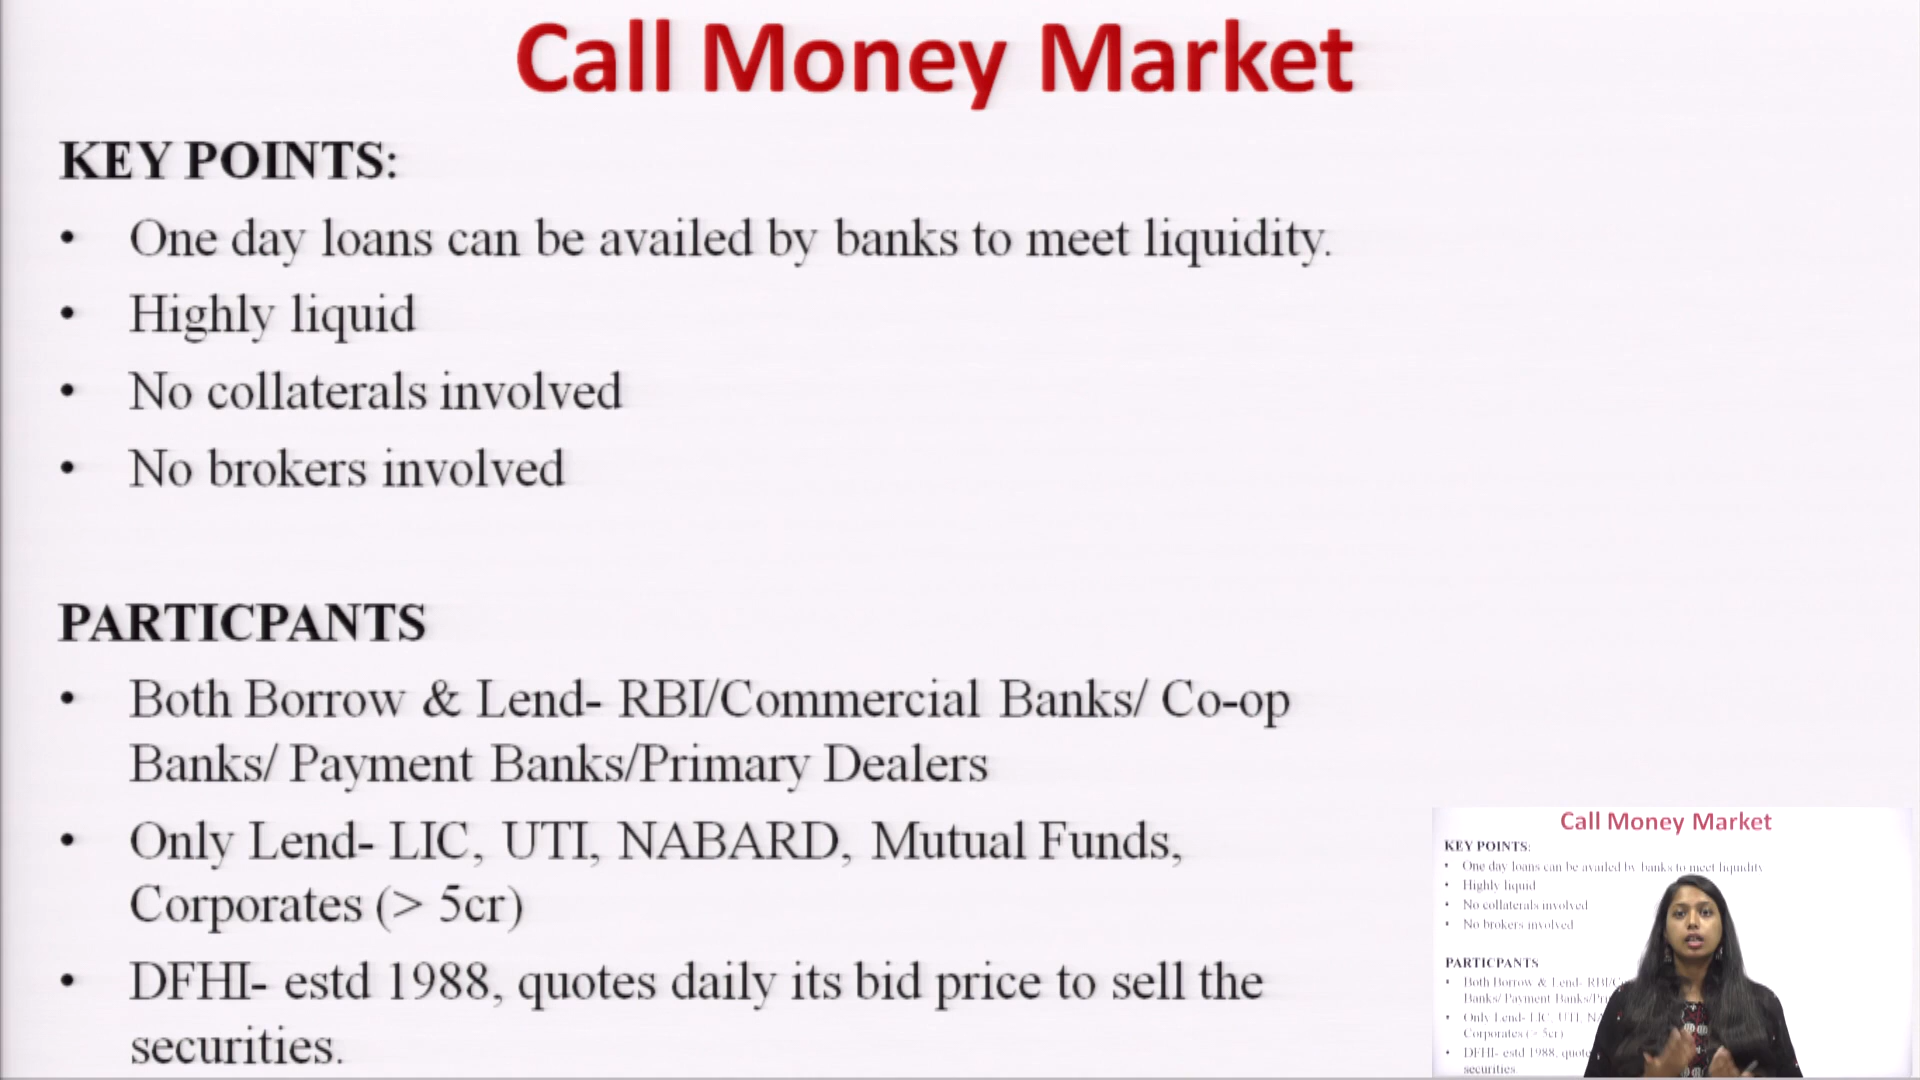 Call Money Market
KEY POINTS:
• One day loans can be availed by banks to meet liquidity.
• Highly liquid
• No collaterals involved
• No brokers involved
PARTICPANTS
• Both Borrow & Lend- RBI/Commercial Banks/ Co-op
Banks/ Payment Banks/Primary Dealers
• Only Lend- LIC, UTI, NABARD, Mutual Funds,
Corporates (> 5cr)
• DFHI- estd 1988, quotes daily its bid price to sell the
securities.
Call Money Market
KEY POINTS:
• One day loans can be availed by banks to meet liquidity
• Highly liquid
• No collaterals involved
• No brokers involved
PARTICPANTS
• Both Borrow & Lend- RBI/
Banks/ Payment Banks/
• Only Lend- LIC, UTI,
Corporates (> 5cr)
• DFHI- estd 1988,
securities